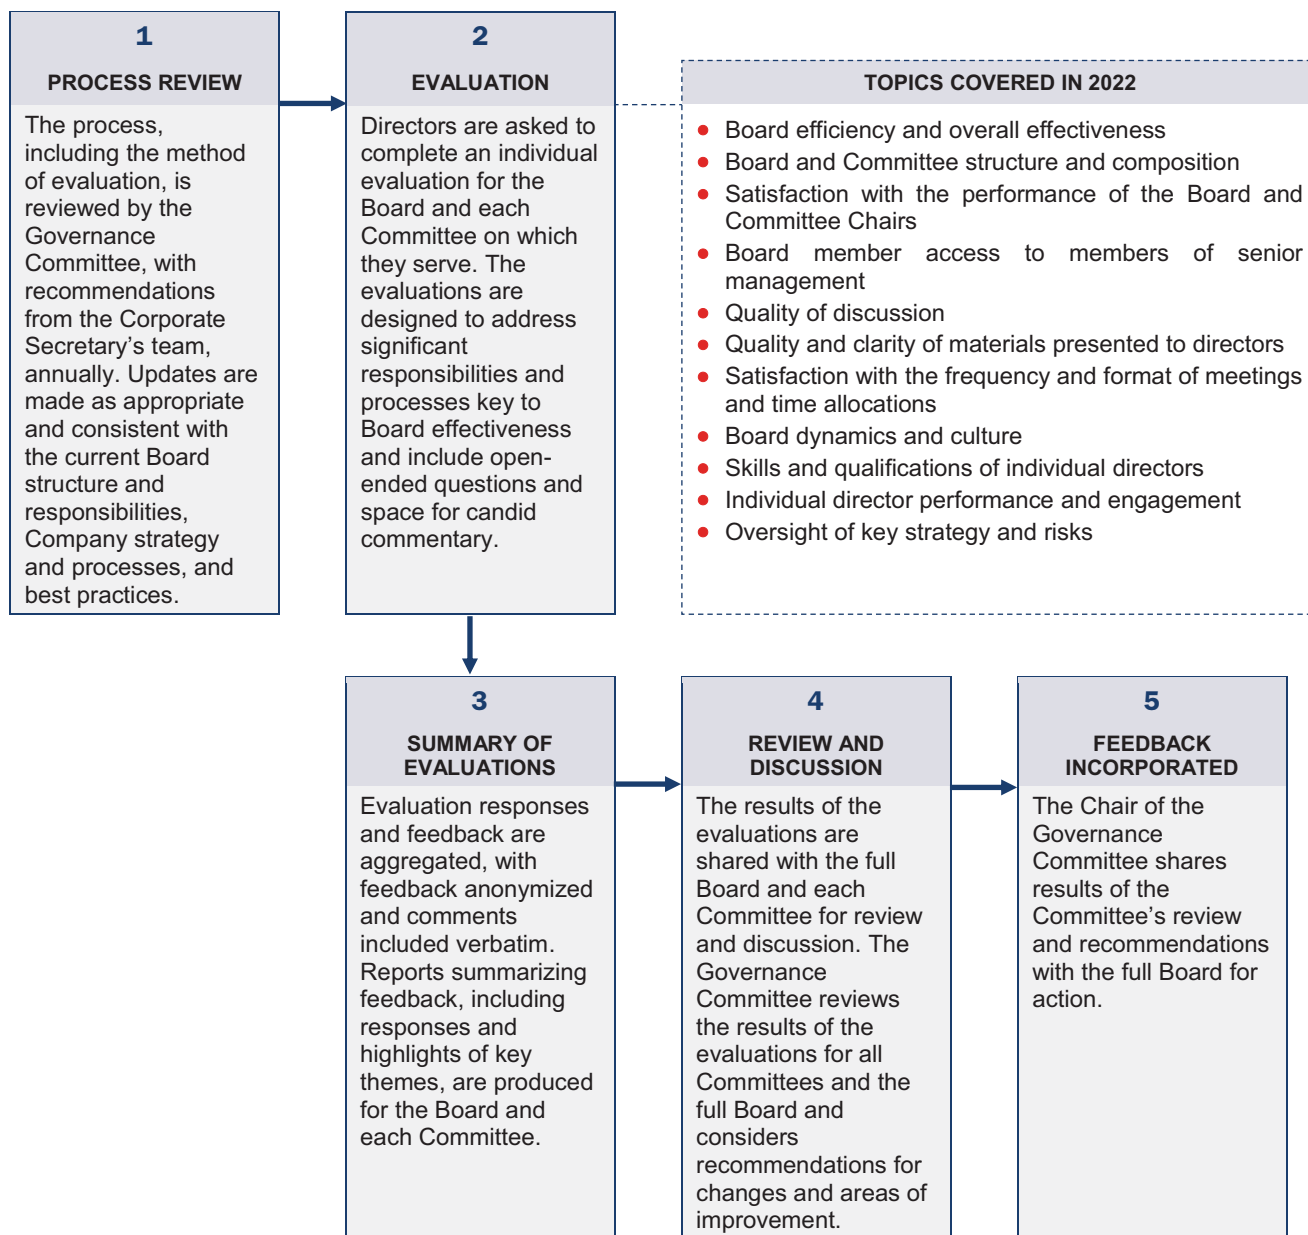 1
PROCESS REVIEW
The process,
including the method
of evaluation, is
reviewed by the
Governance
Committee, with
recommendations
from the Corporate
Secretary’s team,
annually. Updates are
made as appropriate
and consistent with
the current Board
structure and
responsibilities,
Company strategy
and processes, and
best practices.
2
EVALUATION
Directors are asked to
complete an individual
evaluation for the
Board and each
Committee on which
they serve. The
evaluations are
designed to address
significant
responsibilities and
processes key to
Board effectiveness
and include open-
ended questions and
space for candid
commentary.
TOPICS COVERED IN 2022
• Board efficiency and overall effectiveness
• Board and Committee structure and composition
• Satisfaction with the performance of the Board and
Committee Chairs
• Board member access to members of senior
management
• Quality of discussion
• Quality and clarity of materials presented to directors
• Satisfaction with the frequency and format of meetings
and time allocations
• Board dynamics and culture
• Skills and qualifications of individual directors
• Individual director performance and engagement
• Oversight of key strategy and risks
3
SUMMARY OF
EVALUATIONS
Evaluation responses
and feedback are
aggregated, with
feedback anonymized
and comments
included verbatim.
Reports summarizing
feedback, including
responses and
highlights of key
themes, are produced
for the Board and
each Committee.
4
REVIEW AND
DISCUSSION
The results of the
evaluations are
shared with the full
Board and each
Committee for review
and discussion. The
Governance
Committee reviews
the results of the
evaluations for all
Committees and the
full Board and
considers
recommendations for
changes and areas of
improvement.
5
FEEDBACK
INCORPORATED
The Chair of the
Governance
Committee shares
results of the
Committee’s review
and recommendations
with the full Board for
action.